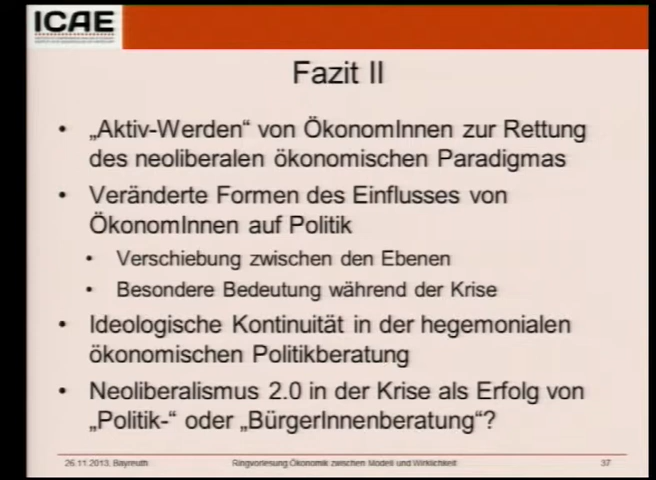 ICAE
Fazit II
• „Aktiv-Werden“ von ÖkonomInnen zur Rettung
des neoliberalen ökonomischen Paradigmas
• Veränderte Formen des Einflusses von
ÖkonomInnen auf Politik
• Verschiebung zwischen den Ebenen
• Besondere Bedeutung während der Krise
• Ideologische Kontinuität in der hegemonialen
ökonomischen Politikberatung
• Neoliberalismus 2.0 in der Krise als Erfolg von
„Politik-“ oder „BürgerInnenberatung“?
26.11.2013, Bayreuth Ringvorlesung Ökonomik zwischen Modell und Wirklichkeit 37